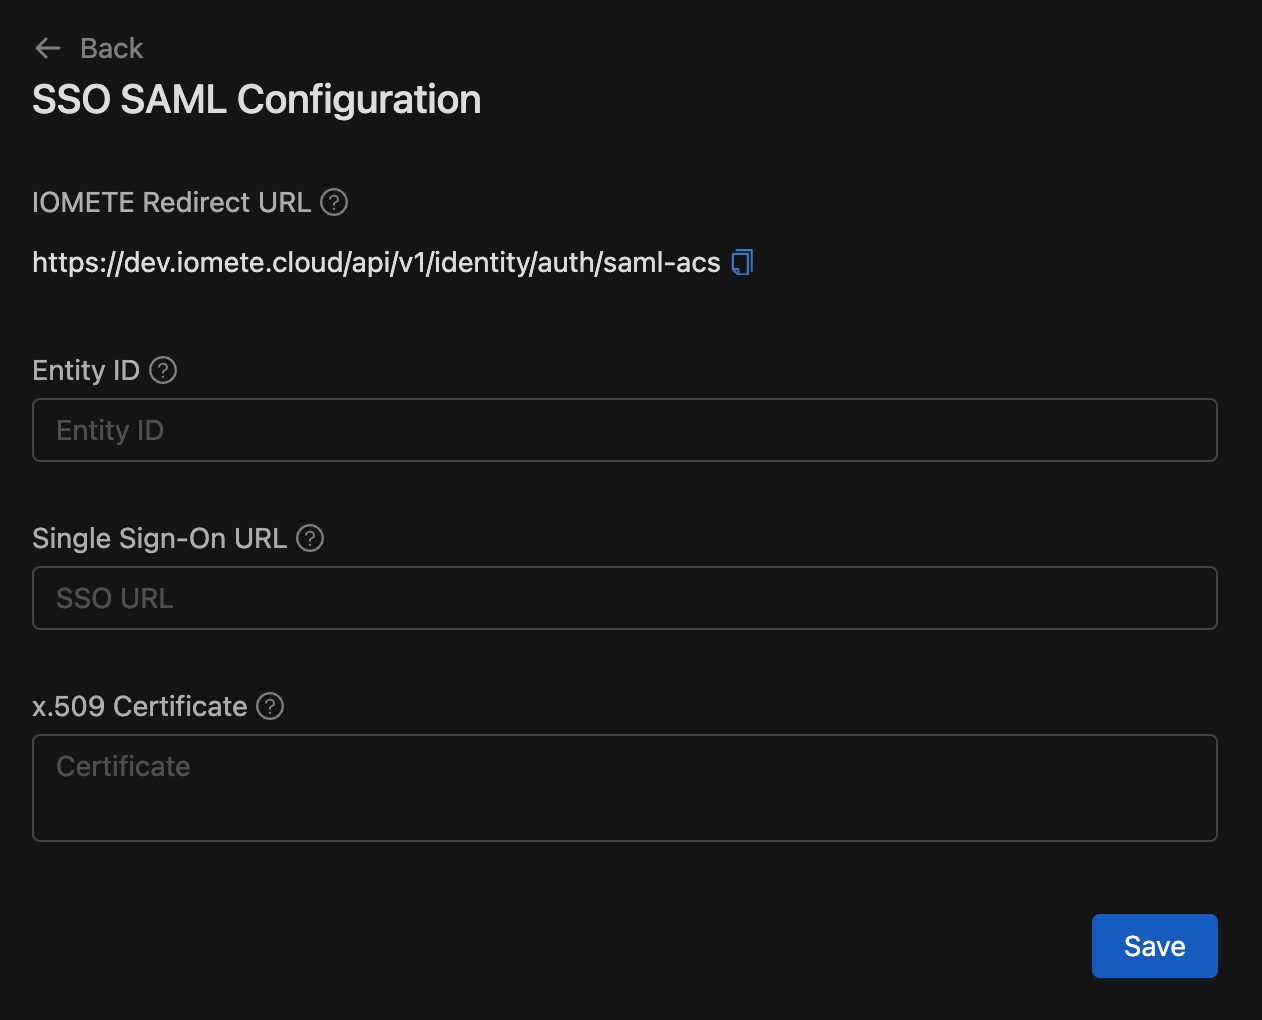 Back
SSO SAML Configuration
IOMETE Redirect URL
https://dev.iomete.cloud/api/v1/identity/auth/saml-acs
Entity ID
Entity ID
Single Sign-On URL
SSO URL
x.509 Certificate
Certificate
Save